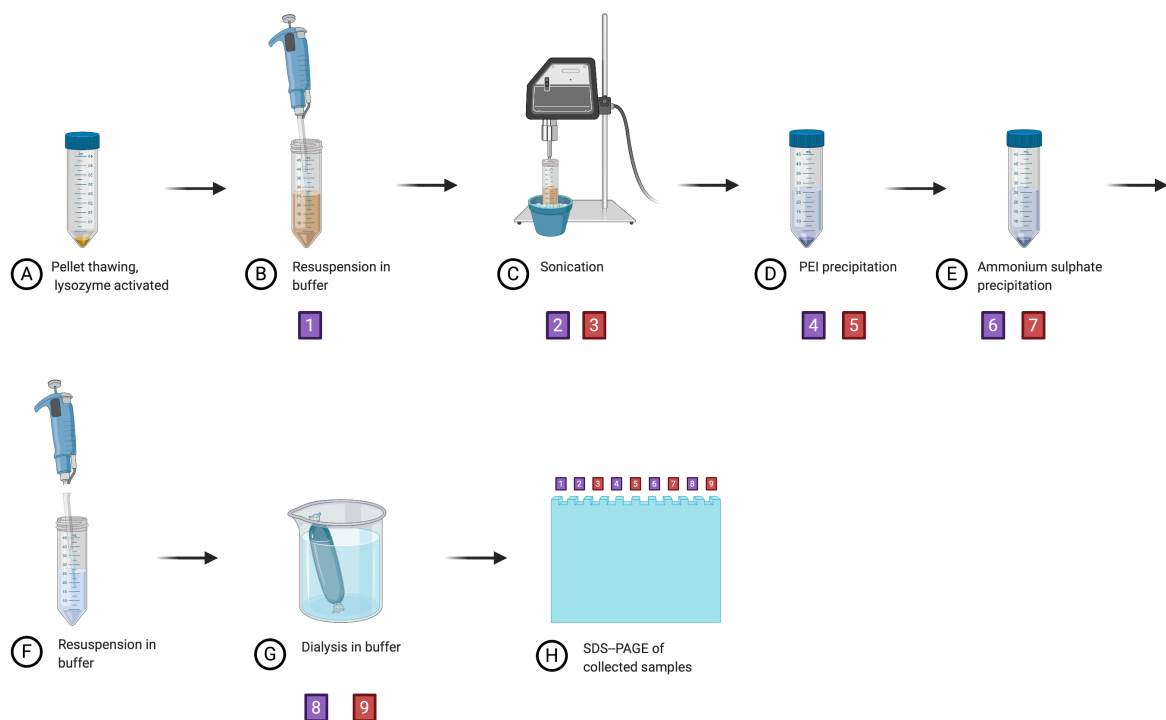 A Pellet thawing,
lysozyme activated
B Resuspension in
buffer
C Sonication
D PEI precipitation
E Ammonium sulphate
precipitation
1
2 3
4 5
6 7
F Resuspension in
buffer
G Dialysis in buffer
8 9
1 2 3 4 5 6 7 8 9
H SDS--PAGE of
collected samples